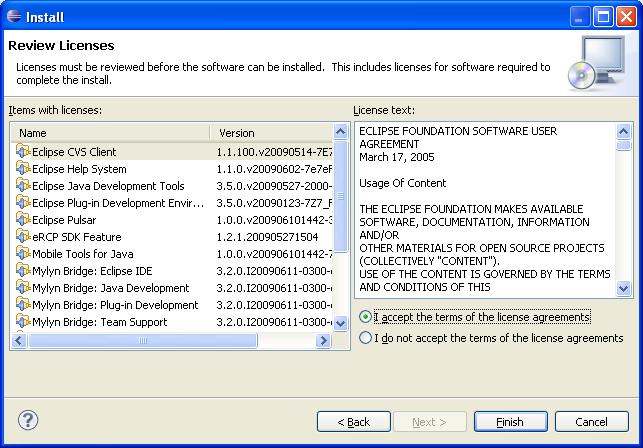 Install
Review Licenses
Licenses must be reviewed before the software can be installed. This includes licenses for software required to
complete the install.
Items with licenses:
Name Version
Eclipse CVS Client 1.1.100.v20090514-7E7
Eclipse Help System 1.1.0.v20090602-7e7eF
Eclipse Java Development Tools 3.5.0.v20090527-2000-
Eclipse Plug-in Development Envir... 3.5.0.v20090123-7Z7_F
Eclipse Pulsar 1.0.0.v200906101442-3
eRCP SDK Feature 1.2.1.200905271504
Mobile Tools for Java 1.0.0.v200906101442-7
Mylyn Bridge: Eclipse IDE 3.2.0.I20090611-0300-e
Mylyn Bridge: Java Development 3.2.0.I20090611-0300-e
Mylyn Bridge: Plug-in Development 3.2.0.I20090611-0300-e
Mylyn Bridge: Team Support 3.2.0.I20090611-0300-e
License text:
ECLIPSE FOUNDATION SOFTWARE USER
AGREEMENT
March 17, 2005
Usage Of Content
THE ECLIPSE FOUNDATION MAKES AVAILABLE
SOFTWARE, DOCUMENTATION, INFORMATION
AND/OR
OTHER MATERIALS FOR OPEN SOURCE PROJECTS
(COLLECTIVELY "CONTENT").
USE OF THE CONTENT IS GOVERNED BY THE TERMS
AND CONDITIONS OF THIS
I accept the terms of the license agreements
I do not accept the terms of the license agreements
? < Back Next > Finish Cancel